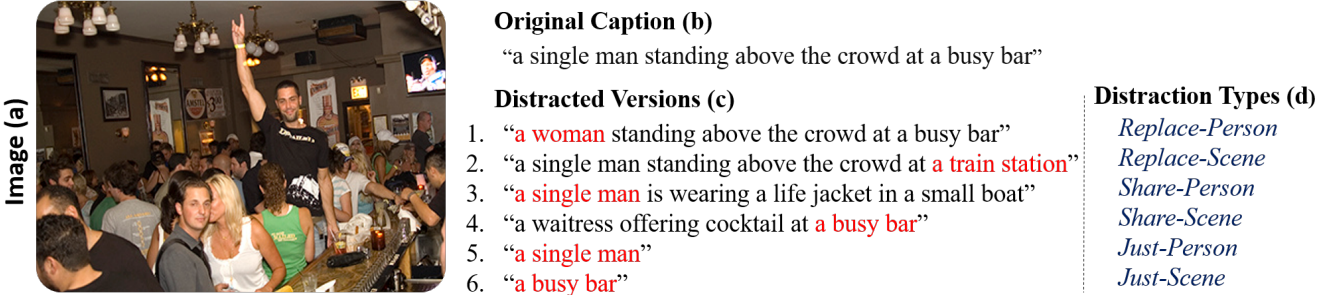 Image (a)
AMSTEL
Original Caption (b)
“a single man standing above the crowd at a busy bar”
Distracted Versions (c)
1. “a woman standing above the crowd at a busy bar”
2. “a single man standing above the crowd at a train station”
3. “a single man is wearing a life jacket in a small boat”
4. “a waitress offering cocktail at a busy bar”
5. “a single man”
6. “a busy bar”
Distraction Types (d)
Replace-Person
Replace-Scene
Share-Person
Share-Scene
Just-Person
Just-Scene